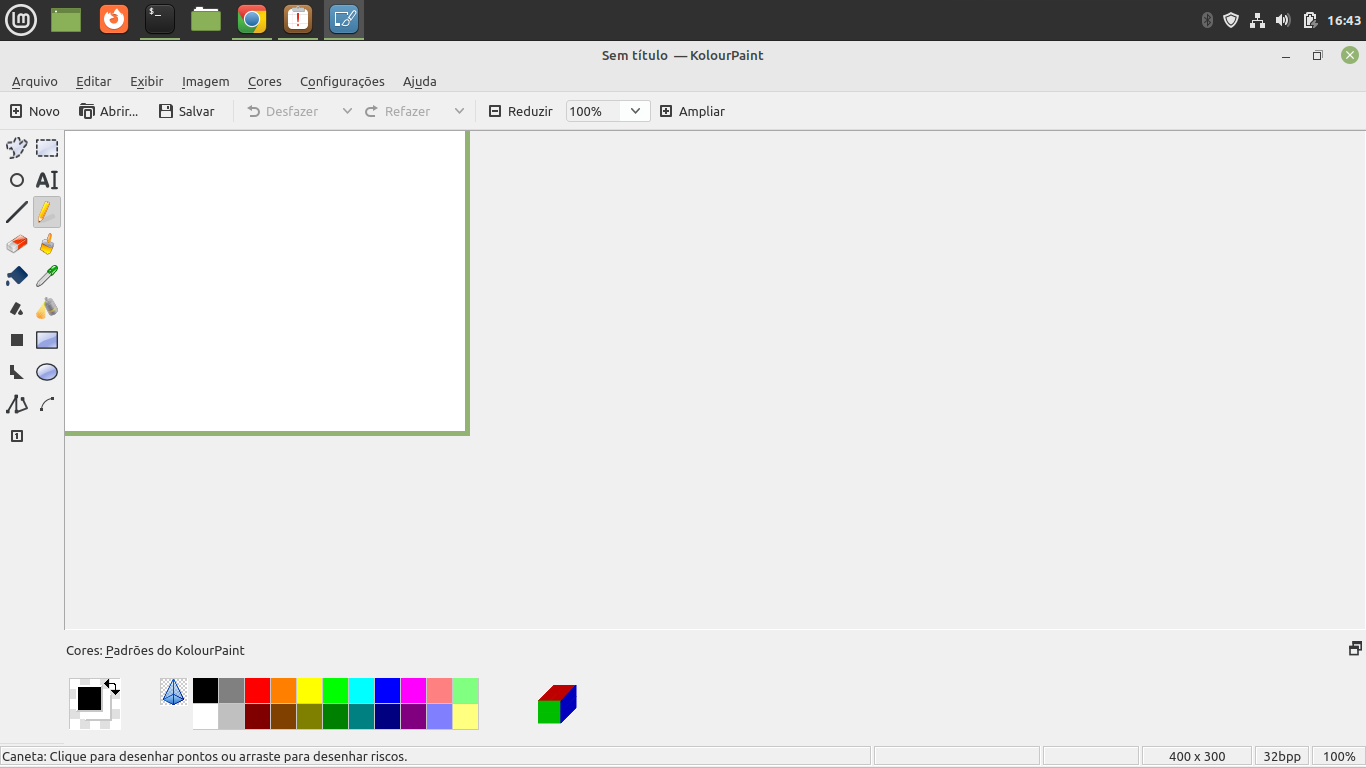 16:43
Sem título — KolourPaint
Arquivo Editar Exibir Imagem Cores Configurações Ajuda
Novo Abrir... Salvar Desfazer Refazer Reduzir 100% Ampliar
Cores: Padrões do KolourPaint
Caneta: Clique para desenhar pontos ou arraste para desenhar riscos. 400 x 300 32bpp 100%